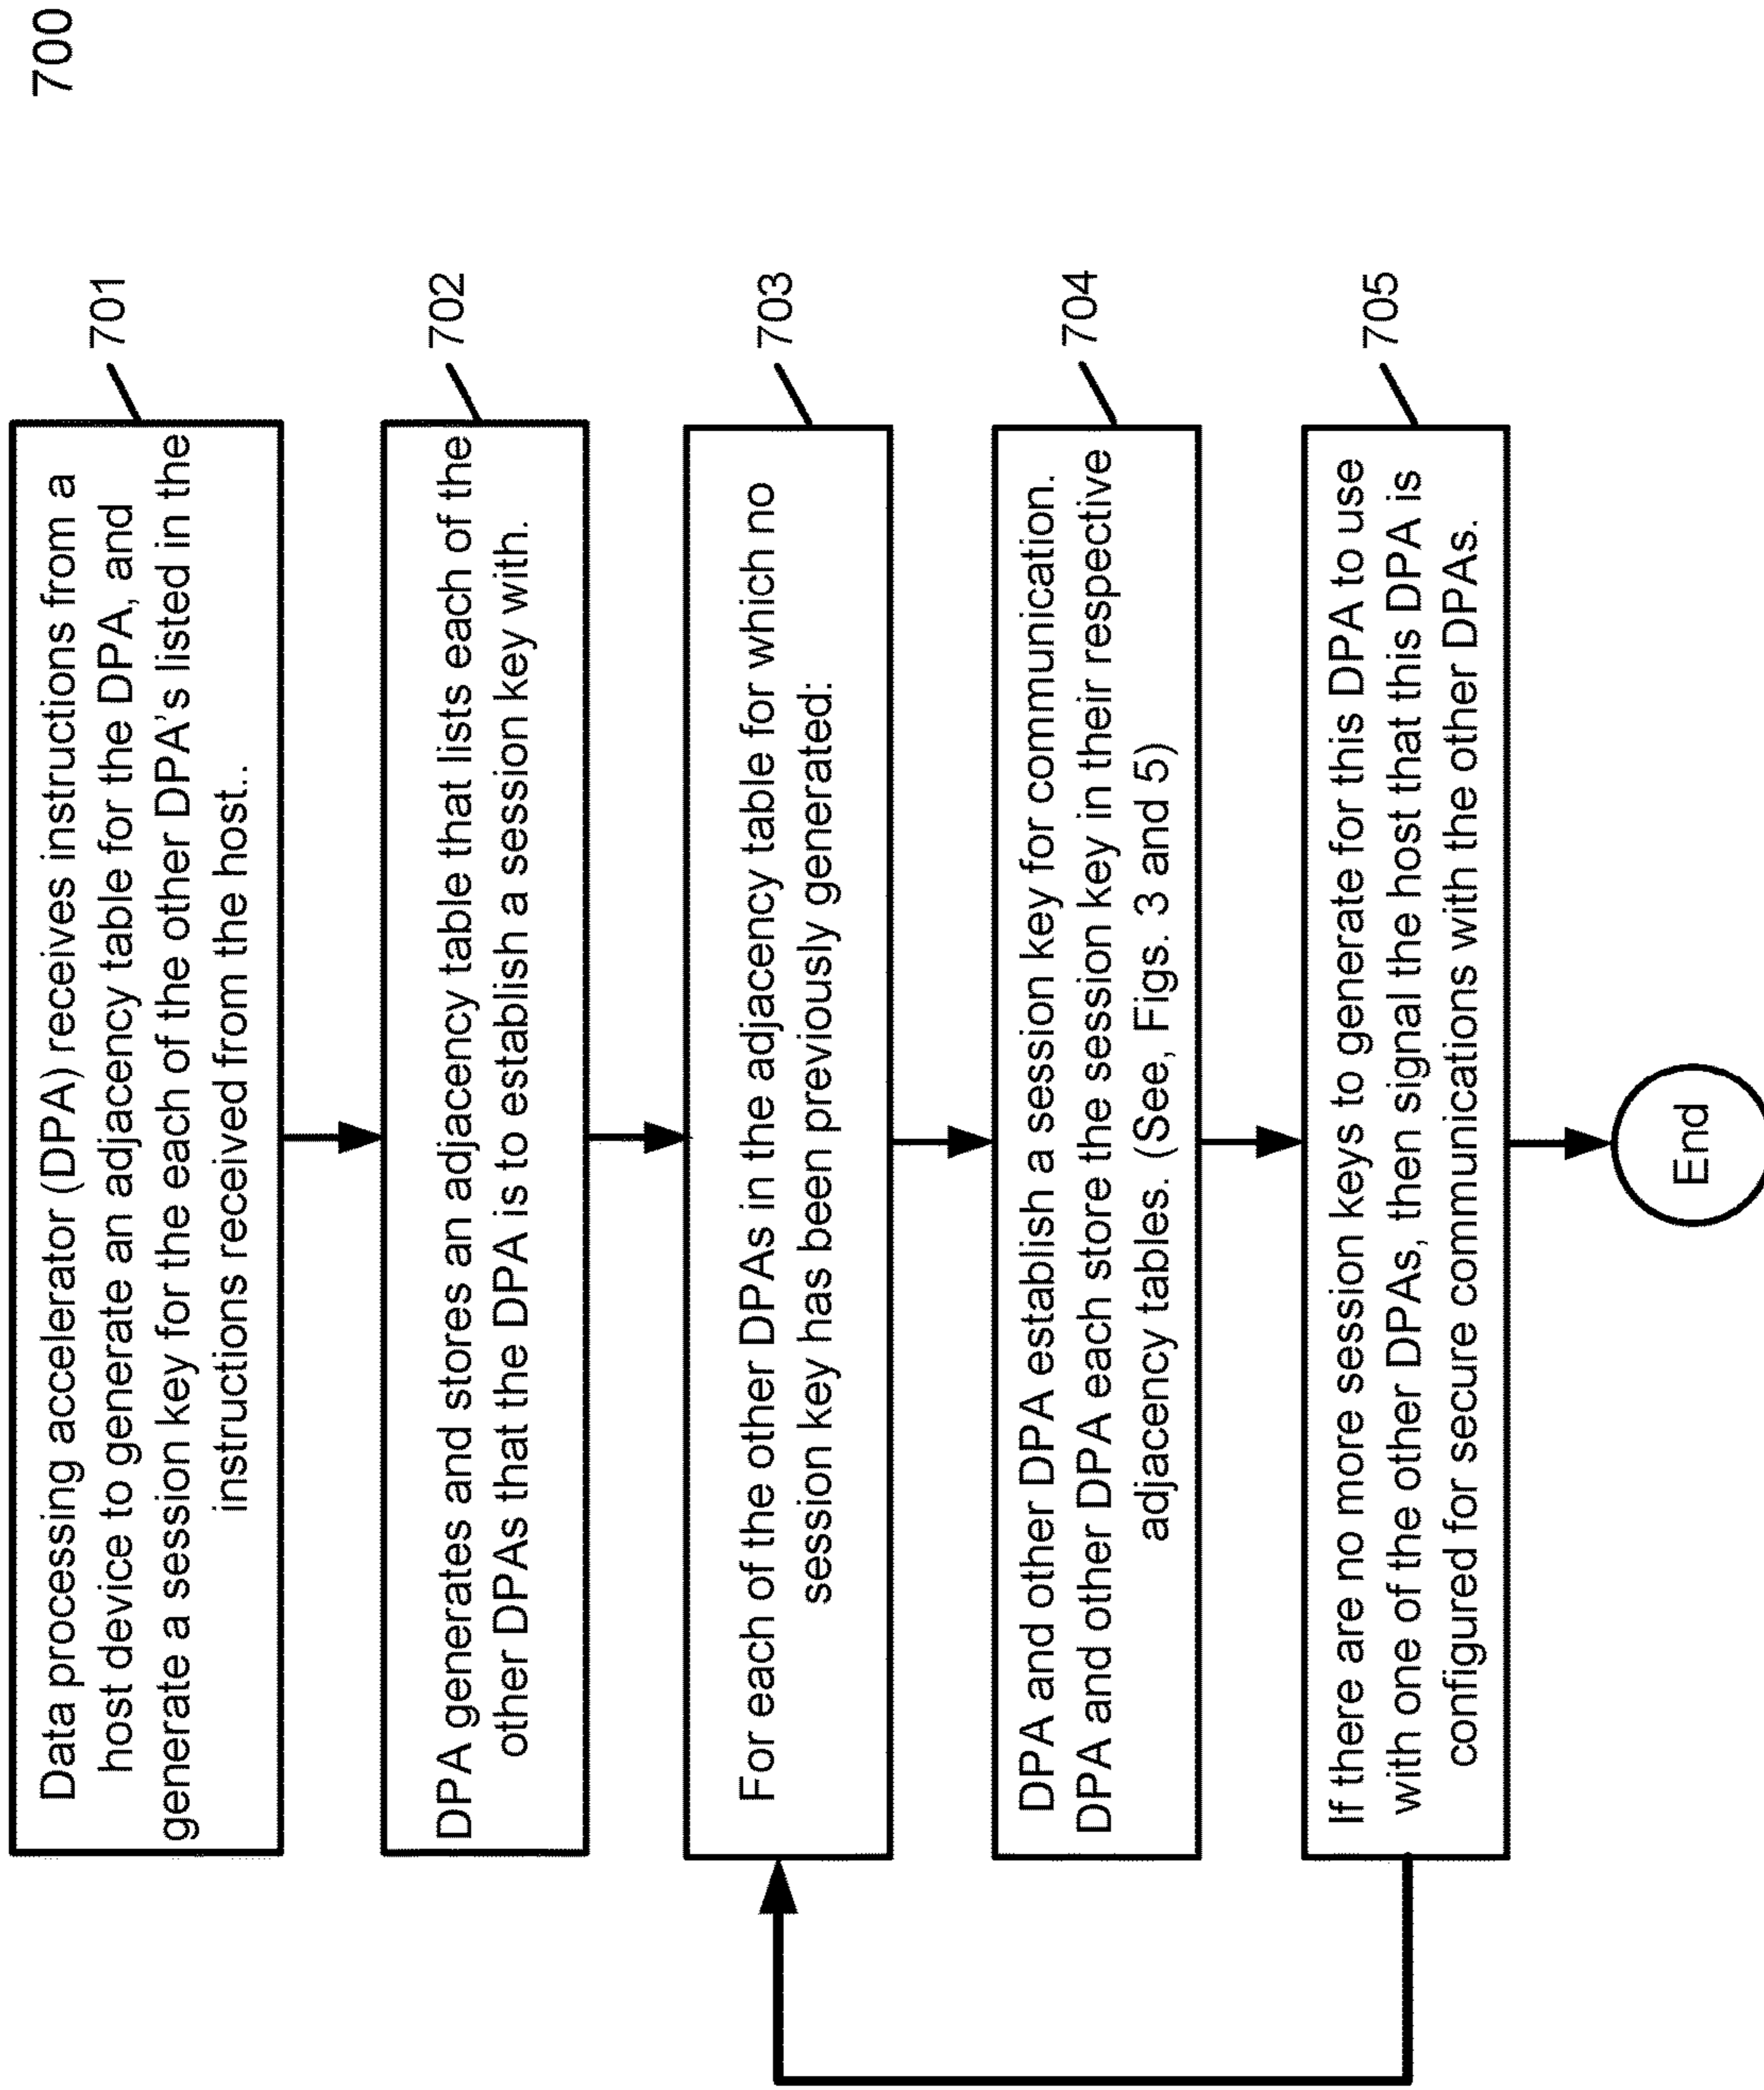 700
Data processing accelerator (DPA) receives instructions from a
host device to generate an adjacency table for the DPA, and
generate a session key for the each of the other DPA's listed in the
instructions received from the host..
701
DPA generates and stores an adjacency table that lists each of the
other DPAs that the DPA is to establish a session key with.
702
For each of the other DPAs in the adjacency table for which no
session key has been previously generated:
703
DPA and other DPA establish a session key for communication.
DPA and other DPA each store the session key in their respective
adjacency tables. (See, Figs. 3 and 5)
704
If there are no more session keys to generate for this DPA to use
with one of the other DPAs, then signal the host that this DPA is
configured for secure communications with the other DPAs.
705
End